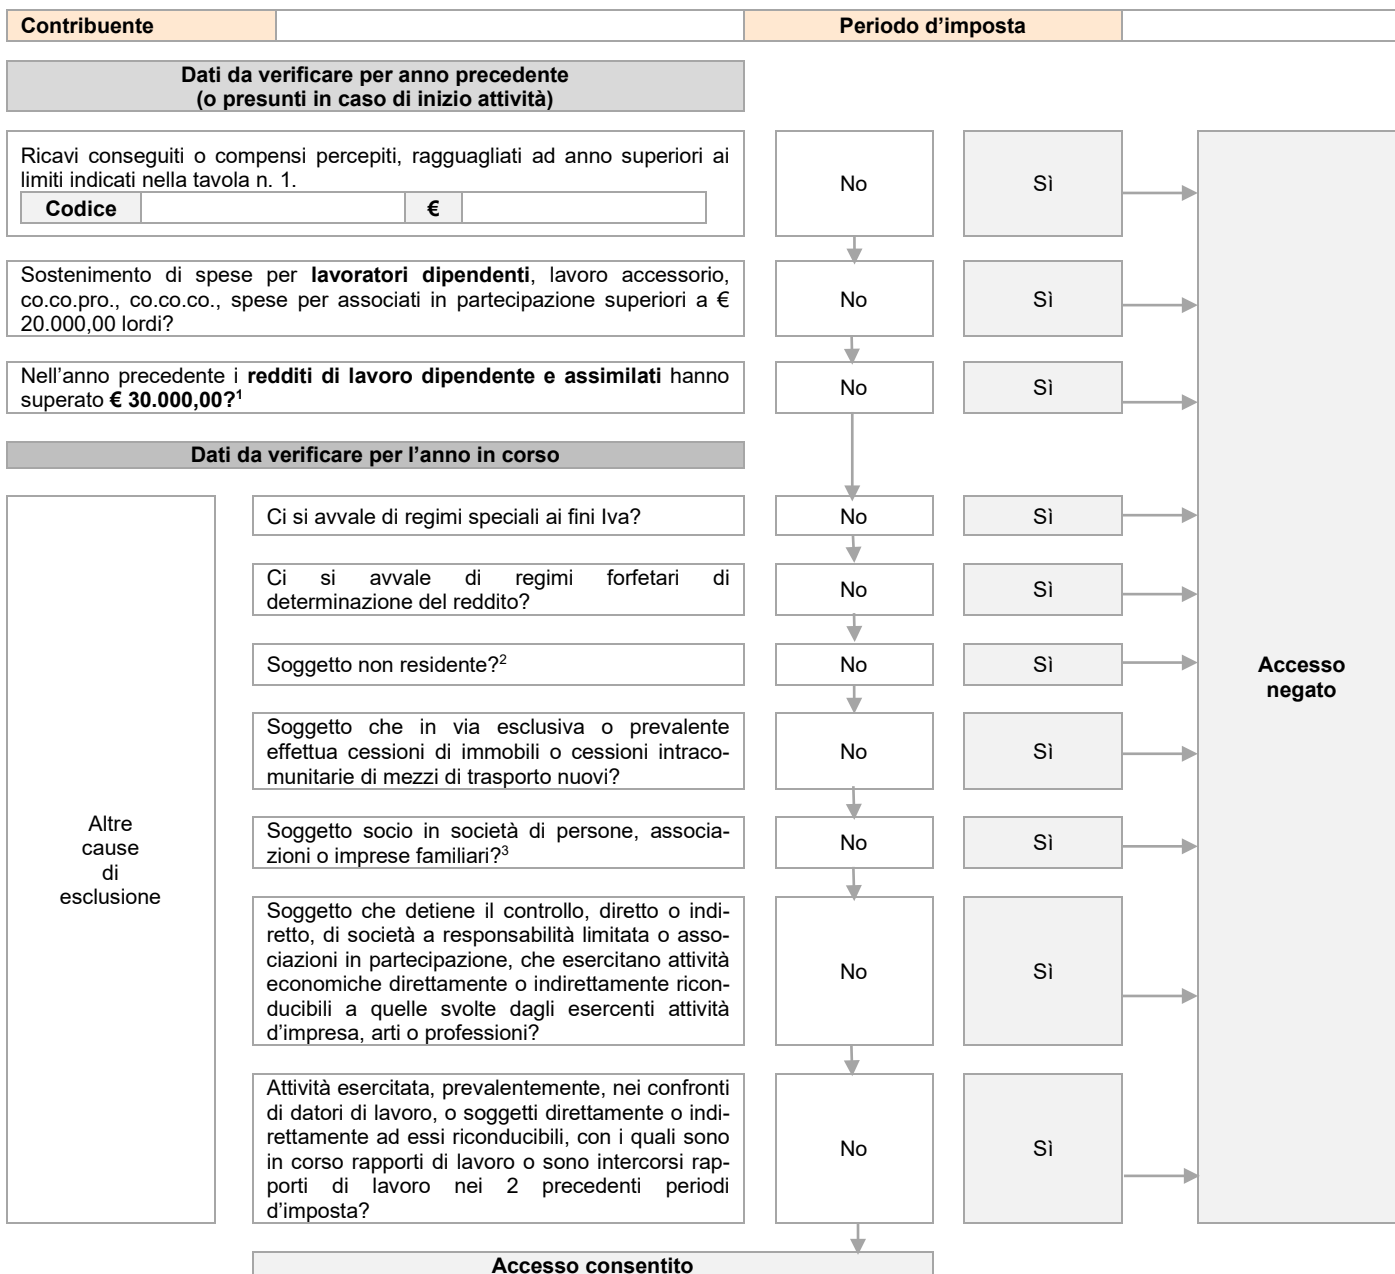 Contribuente
Periodo d'imposta
Dati da verificare per anno precedente
(o presunti in caso di inizio attività)
Ricavi conseguiti o compensi percepiti, ragguagliati ad anno superiori ai
limiti indicati nella tavola n. 1.
Codice
€
No
Sì
Sostenimento di spese per lavoratori dipendenti, lavoro accessorio,
co.co.pro., co.co.co., spese per associati in partecipazione superiori a €
20.000,00 lordi?
No
Sì
Nell'anno precedente i redditi di lavoro dipendente e assimilati hanno
superato € 30.000,00?¹
No
Sì
Dati da verificare per l'anno in corso
Altre
cause
di
esclusione
Ci si avvale di regimi speciali ai fini Iva?
No
Sì
Ci si avvale di regimi forfetari di
determinazione del reddito?
No
Sì
Soggetto non residente?²
No
Sì
Soggetto che in via esclusiva o prevalente
effettua cessioni di immobili o cessioni intraco-
munitarie di mezzi di trasporto nuovi?
No
Sì
Soggetto socio in società di persone, associa-
zioni o imprese familiari?³
No
Sì
Soggetto che detiene il controllo, diretto o indi-
retto, di società a responsabilità limitata o asso-
ciazioni in partecipazione, che esercitano attività
economiche direttamente o indirettamente ricon-
ducibili a quelle svolte dagli esercenti attività
d'impresa, arti o professioni?
No
Sì
Attività esercitata, prevalentemente, nei confronti
di datori di lavoro, o soggetti direttamente o indi-
rettamente ad essi riconducibili, con i quali sono
in corso rapporti di lavoro o sono intercorsi rap-
porti di lavoro nei 2 precedenti periodi
d'imposta?
No
Sì
Accesso
negato
Accesso consentito